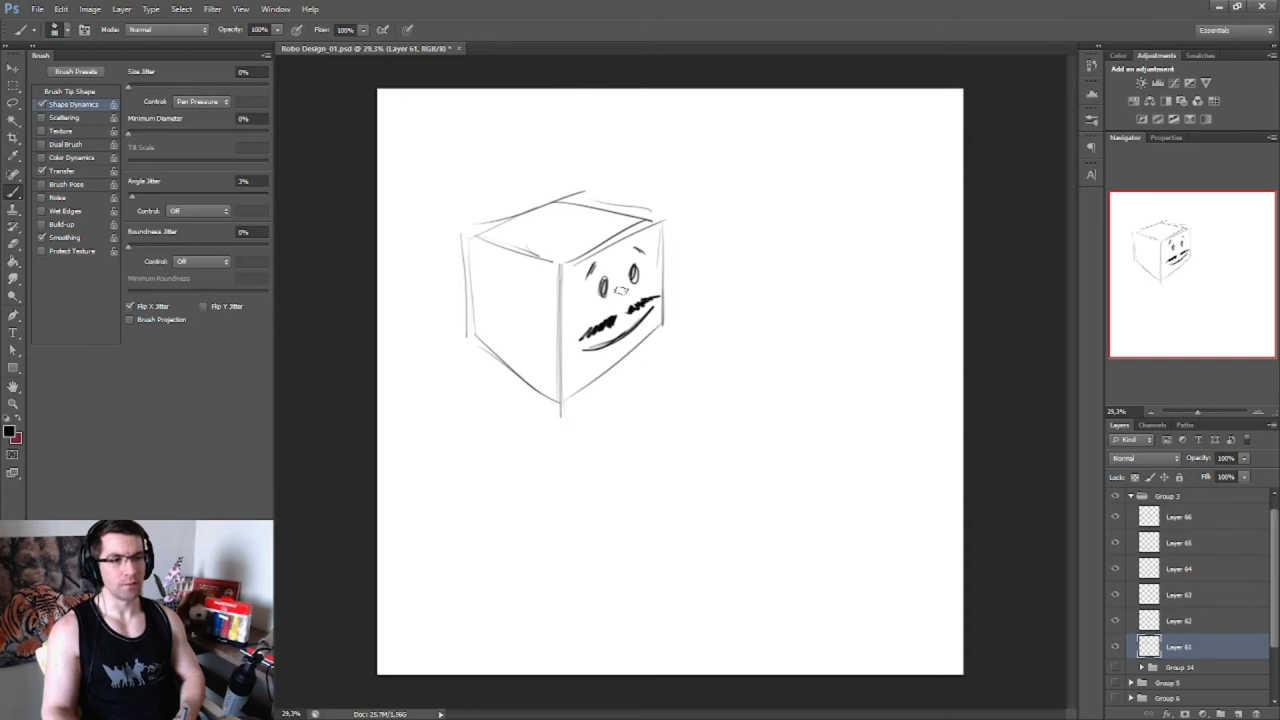 Ps File Edit Image Layer Type Select Filter View Window Help
Mode: Normal Opacity: 100% Flow: 100% Essentials
Robo Design_01.psd @ 29,3% (Layer 61, RGB/8) *
Brush
Brush Presets
Brush Tip Shape
Shape Dynamics
Scattering
Texture
Dual Brush
Color Dynamics
Transfer
Brush Pose
Noise
Wet Edges
Build-up
Smoothing
Protect Texture
Size Jitter 0%
Control: Pen Pressure
Minimum Diameter 0%
Tilt Scale
Angle Jitter 3%
Control: Off
Roundness Jitter 0%
Control: Off
Minimum Roundness
Flip X Jitter Flip Y Jitter
Brush Projection
Color Adjustments Swatches
Add an adjustment
Navigator Properties
29,3%
Layers Channels Paths
Kind
Normal Opacity: 100%
Lock: Fill: 100%
Group 3
Layer 66
Layer 65
Layer 64
Layer 63
Layer 62
Layer 61
Group 14
Group 5
Group 6
29,3% Doc: 25,7M/1,56G